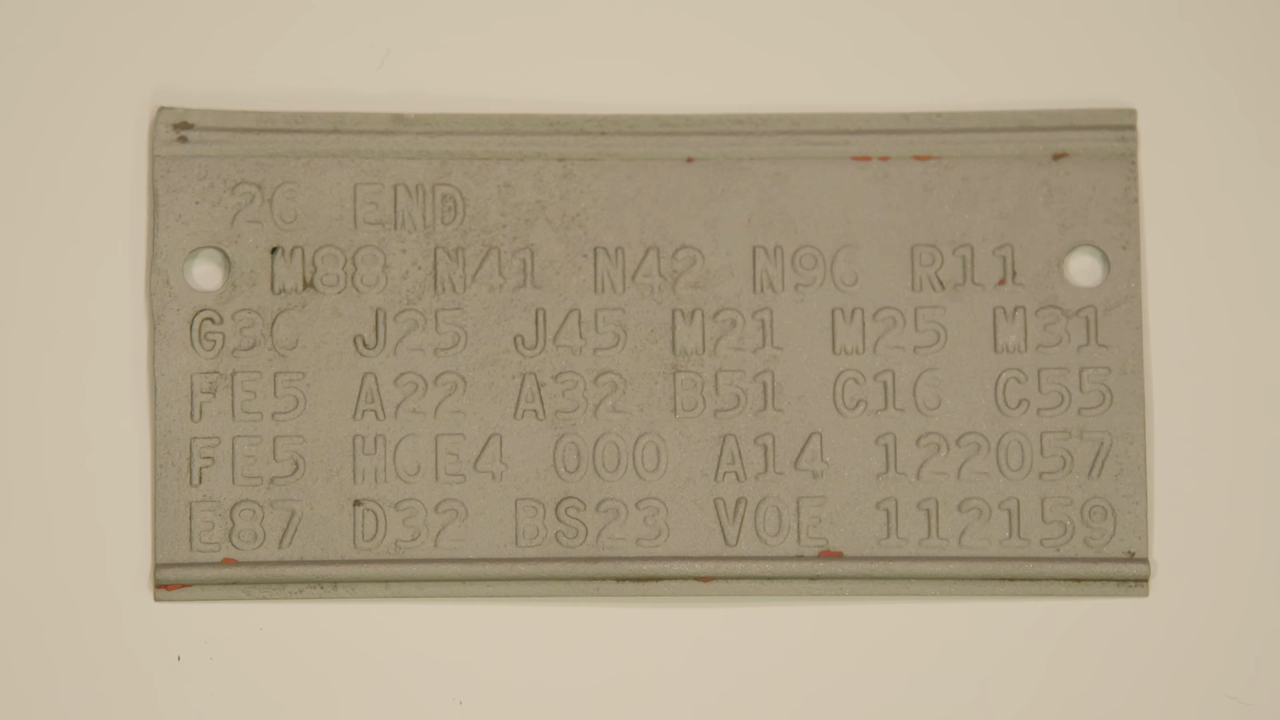 26 END
M88 N41 N42 N96 R11
G36 J25 J45 M21 M25 M31
FE5 A22 A32 B51 C16 C55
FE5 HGE4 000 A14 122057
E87 D32 BS23 V0E 112159